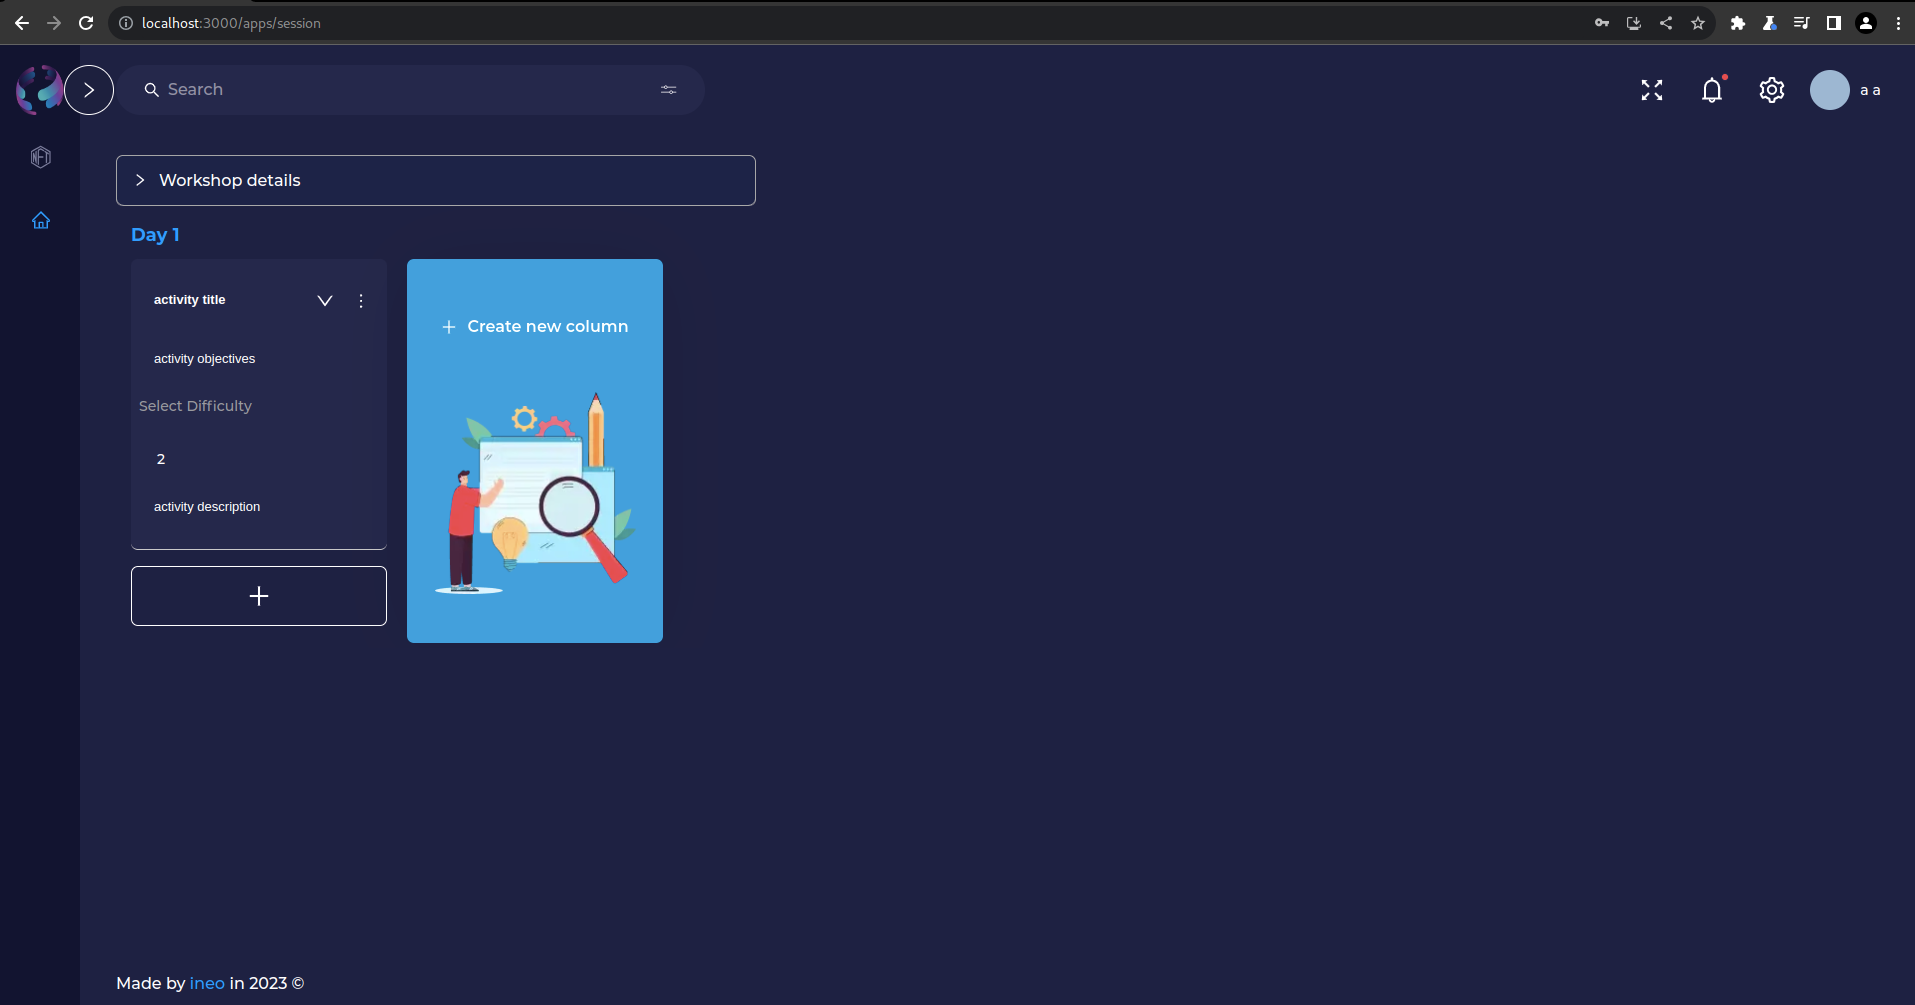 localhost:3000/apps/session
Search
a a
NFT
Workshop details
Day 1
activity title
activity objectives
Select Difficulty
2
activity description
Create new column
Made by ineo in 2023 ©